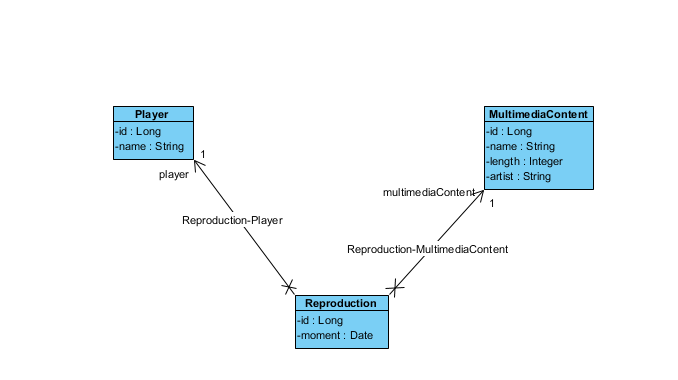 Player
-id : Long
-name : String
MultimediaContent
-id : Long
-name : String
-length : Integer
-artist : String
1
player
multimediaContent
1
Reproduction-Player
Reproduction-MultimediaContent
Reproduction
-id : Long
-moment : Date